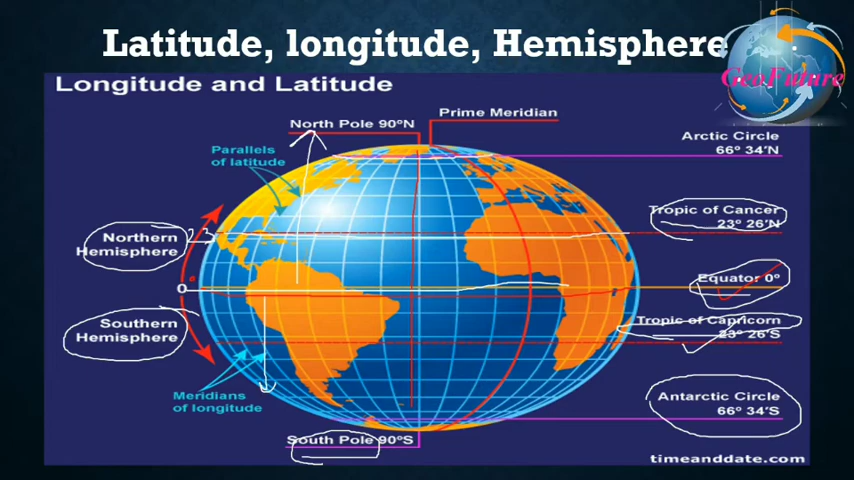 Latitude, longitude, Hemisphere
GeoFuture
Longitude and Latitude
North Pole 90ºN
Prime Meridian
Arctic Circle
66º 34'N
Parallels
of latitude
Tropic of Cancer
23º 26'N
Northern
Hemisphere
Equator 0º
0º
Southern
Hemisphere
Tropic of Capricorn
23º 26'S
Meridians
of longitude
Antarctic Circle
66º 34'S
South Pole 90ºS
timeanddate.com